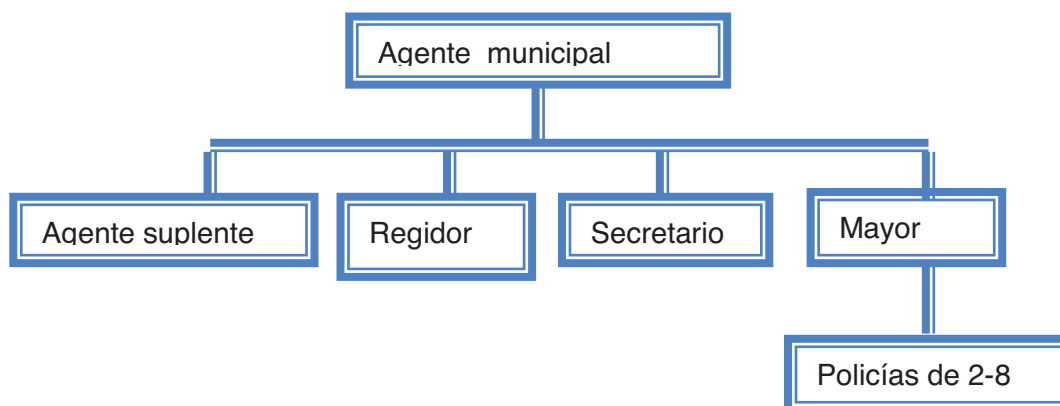 Agente municipal
Agente suplente
Regidor
Secretario
Mayor
Policías de 2-8